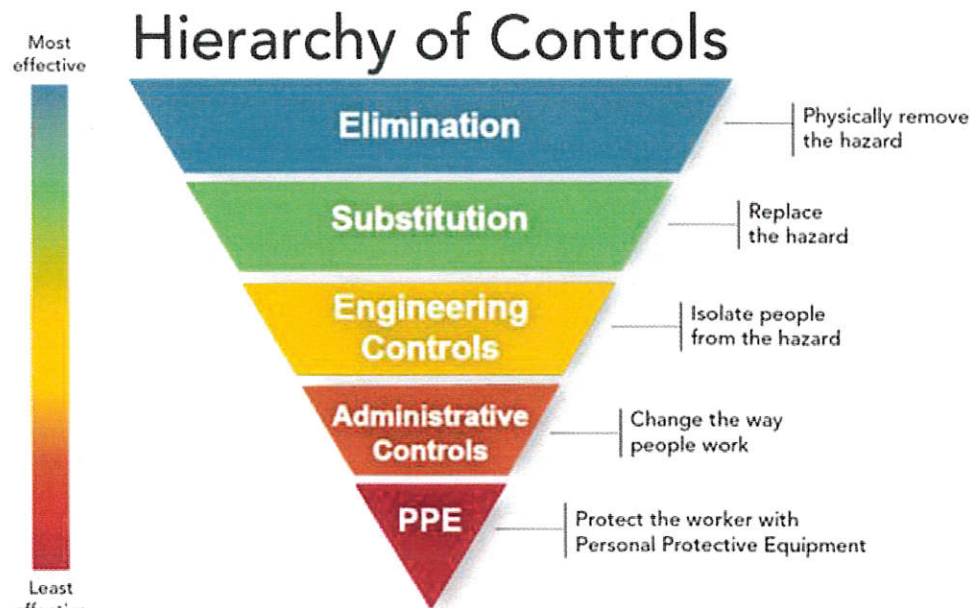 Hierarchy of Controls
Most
effective
Elimination
Physically remove
the hazard
Substitution
Replace
the hazard
Engineering
Controls
Isolate people
from the hazard
Administrative
Controls
Change the way
people work
PPE
Protect the worker with
Personal Protective Equipment
Least
effective